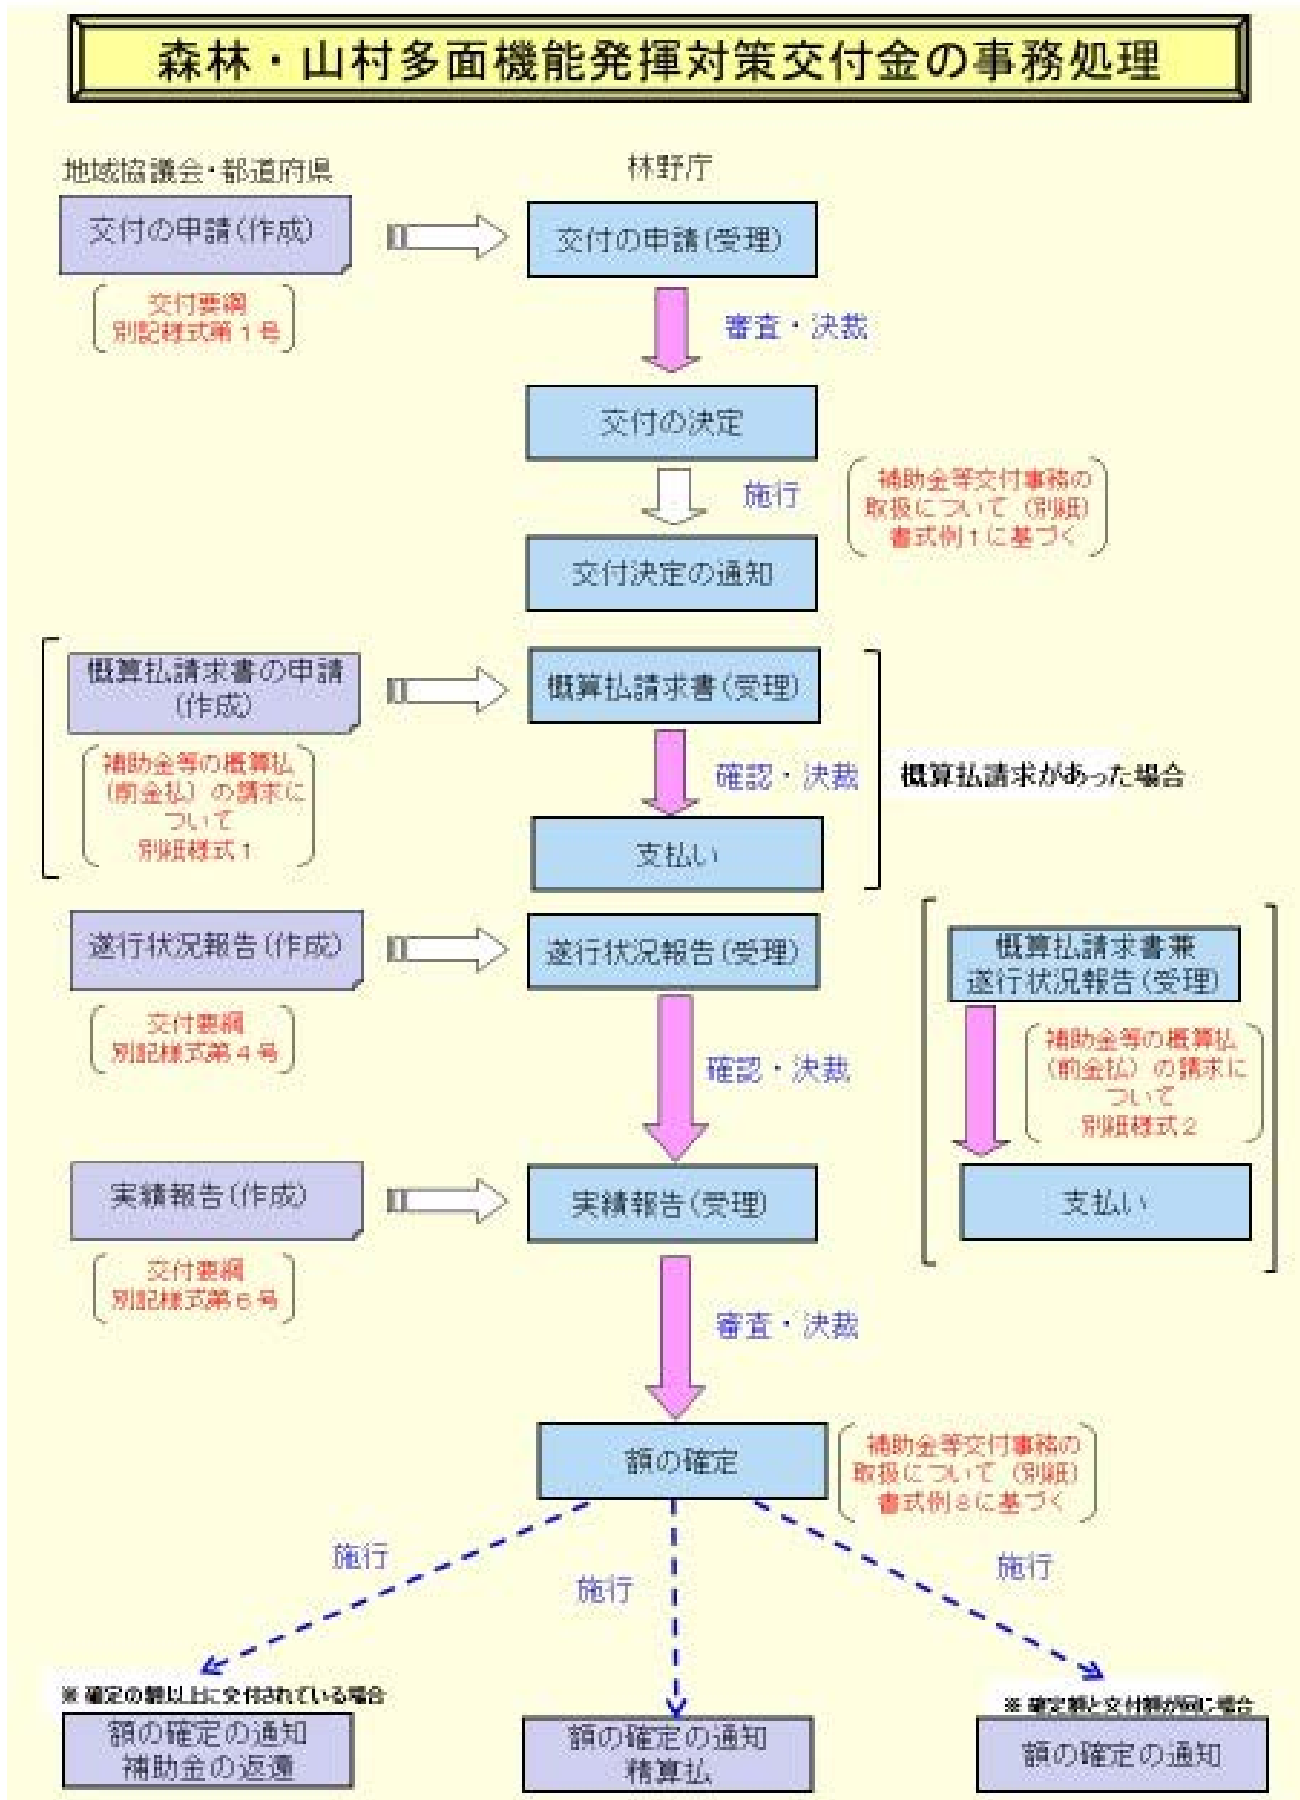 森林・山村多面機能発揮対策交付金の事務処理
地域協議会・都道府県
林野庁
交付の申請(作成)
交付の申請(受理)
交付要綱
別記様式第1号
審査・決裁
交付の決定
施行
補助金等交付事務の
取扱について（別紙）
書式例1に基づく
交付決定の通知
概算払請求書の申請
(作成)
概算払請求書(受理)
補助金等の概算払
（前金払）の請求に
ついて
別紙様式1
確認・決裁
概算払請求があった場合
支払い
遂行状況報告(作成)
遂行状況報告(受理)
概算払請求書兼
遂行状況報告(受理)
交付要綱
別記様式第4号
確認・決裁
補助金等の概算払
（前金払）の請求に
ついて
別紙様式2
実績報告(作成)
実績報告(受理)
支払い
交付要綱
別記様式第6号
審査・決裁
額の確定
補助金等交付事務の
取扱について（別紙）
書式例8に基づく
施行
施行
施行
※ 確定の額以上に交付されている場合
額の確定の通知
補助金の返還
額の確定の通知
精算払
※ 確定額と交付額が同じ場合
額の確定の通知